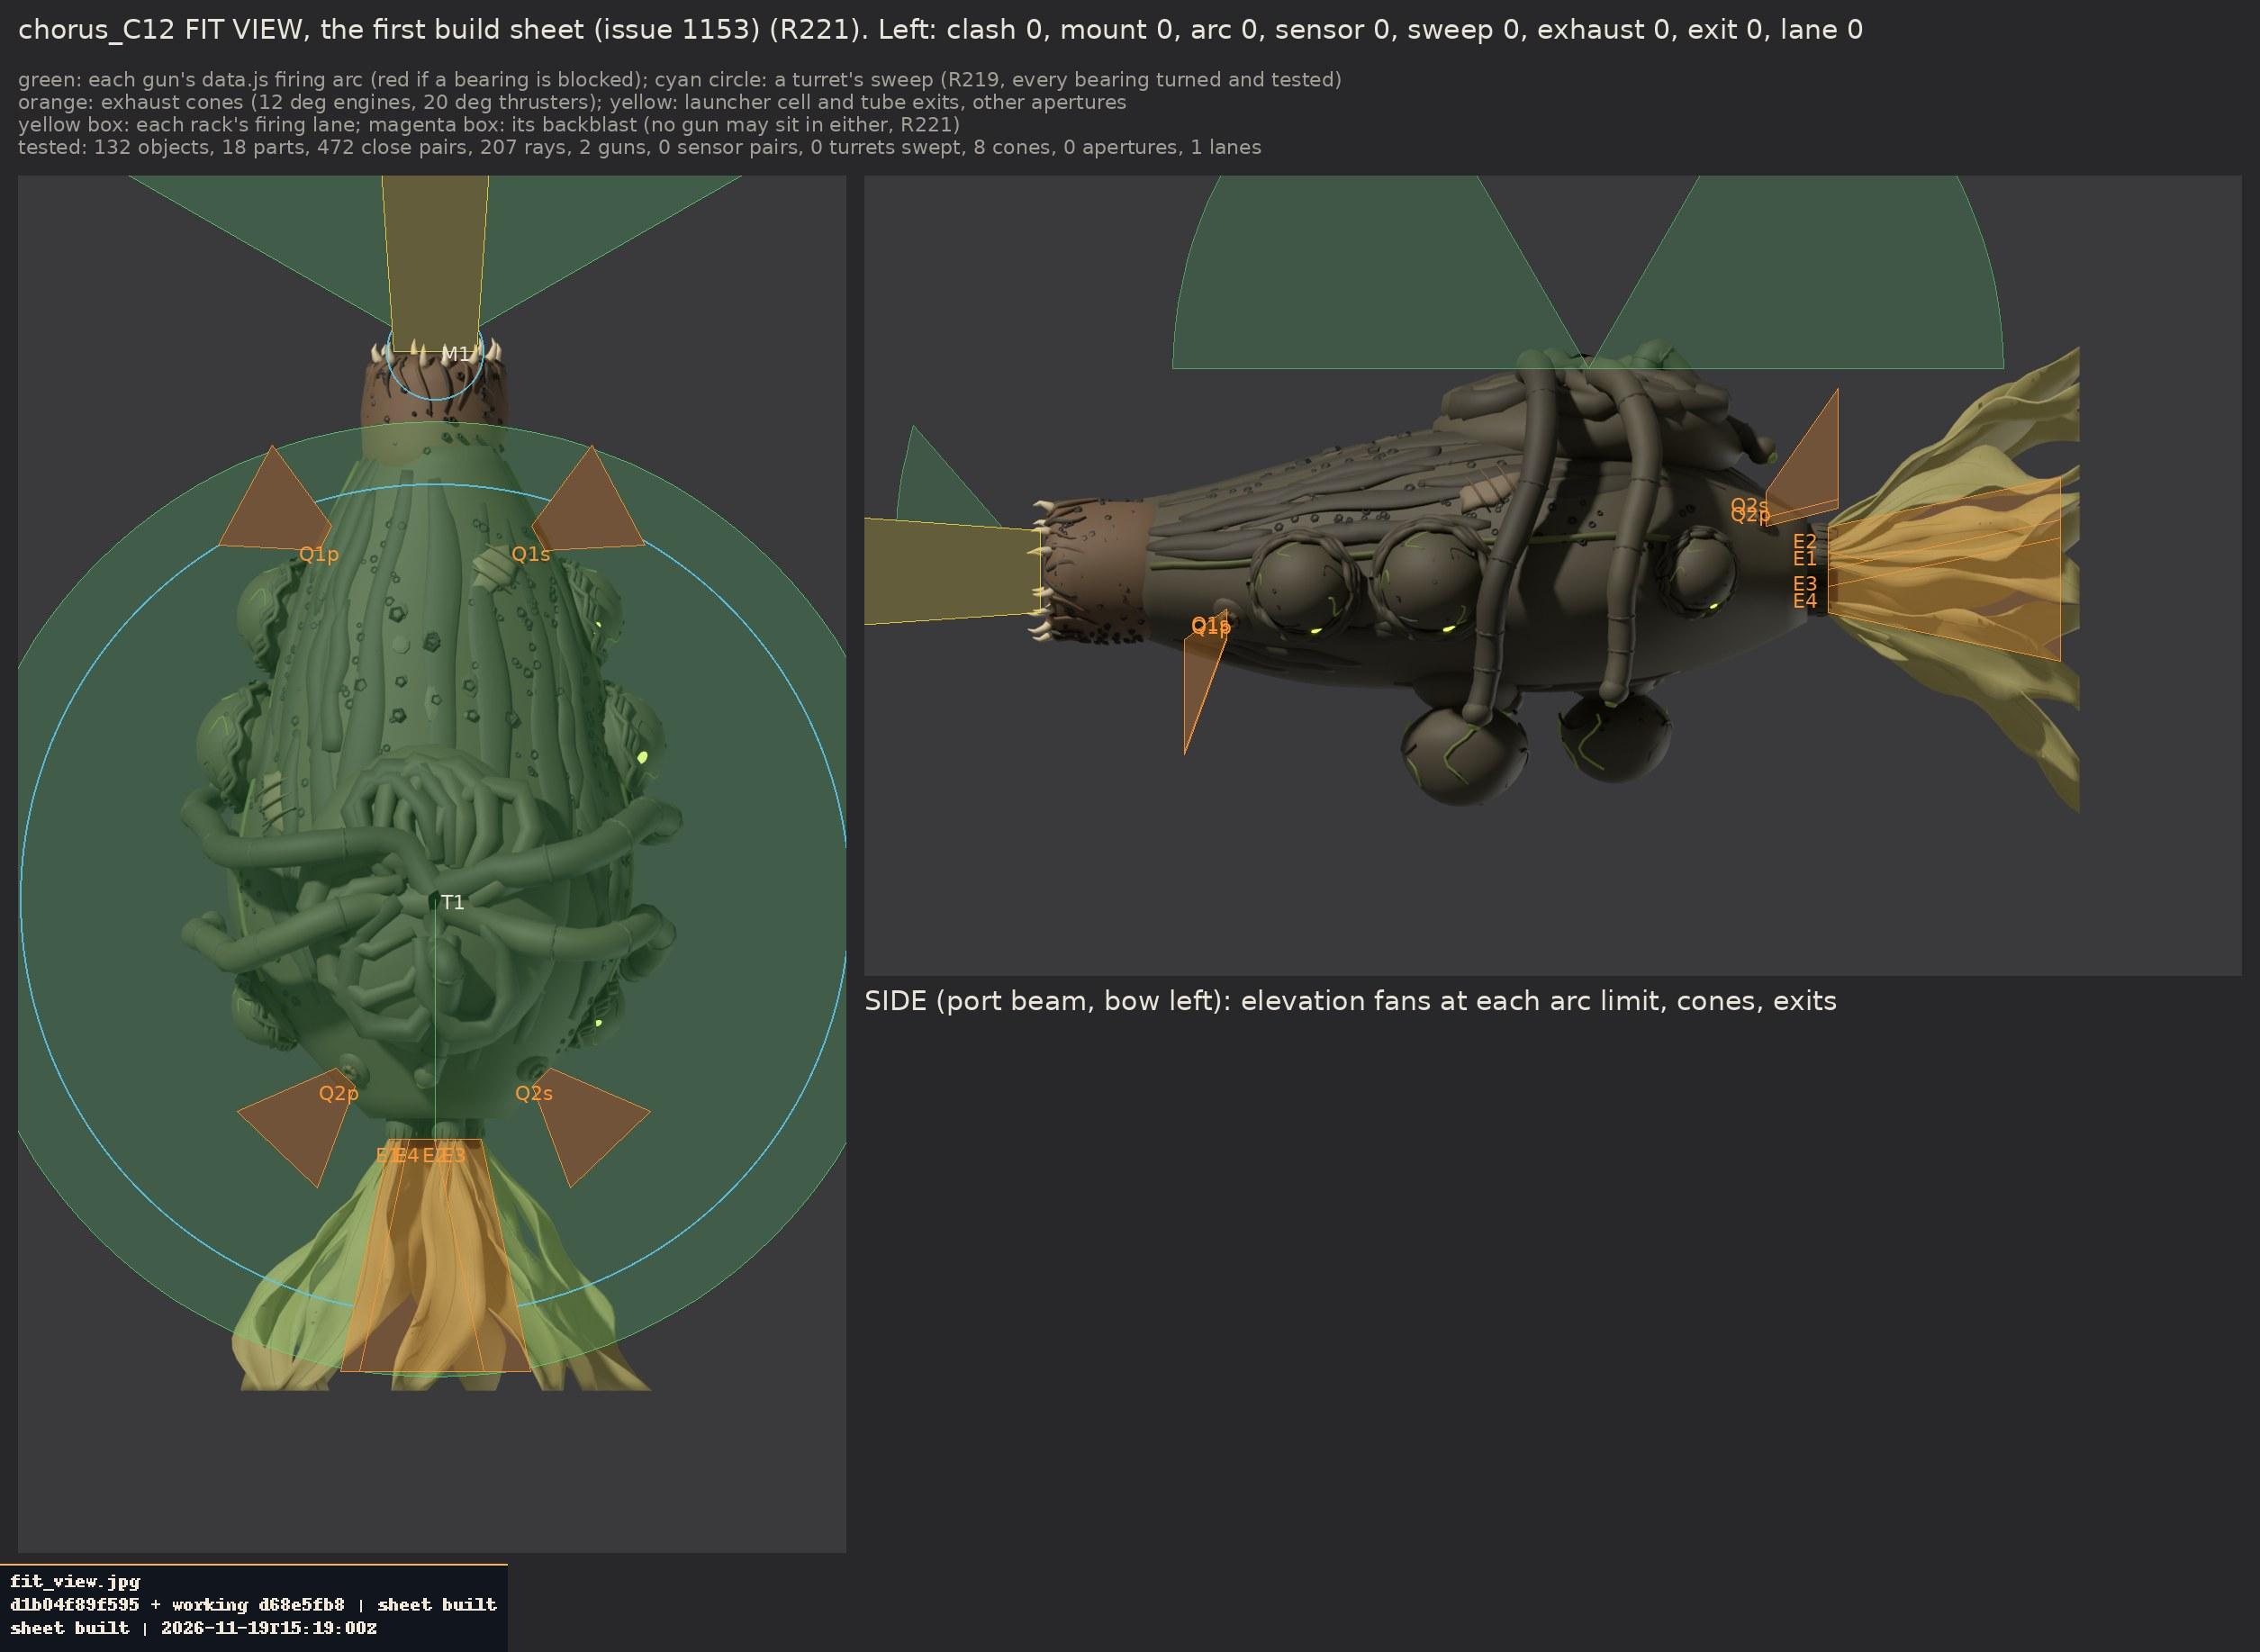 chorus_C12 FIT VIEW, the first build sheet (issue 1153) (R221). Left: clash 0, mount 0, arc 0, sensor 0, sweep 0, exhaust 0, exit 0, lane 0
green: each gun's data.js firing arc (red if a bearing is blocked); cyan circle: a turret's sweep (R219, every bearing turned and tested)
orange: exhaust cones (12 deg engines, 20 deg thrusters); yellow: launcher cell and tube exits, other apertures
yellow box: each rack's firing lane; magenta box: its backblast (no gun may sit in either, R221)
tested: 132 objects, 18 parts, 472 close pairs, 207 rays, 2 guns, 0 sensor pairs, 0 turrets swept, 8 cones, 0 apertures, 1 lanes
M1
Q1p
Q1s
T1
Q2p
Q2s
E4
E3
Q2s
Q2p
E2
E1
E3
E4
Q1s
SIDE (port beam, bow left): elevation fans at each arc limit, cones, exits
fit_view.jpg
d1b04f89f595 + working d68e5fb8 | sheet built
sheet built | 2026-11-19T15:19:00Z